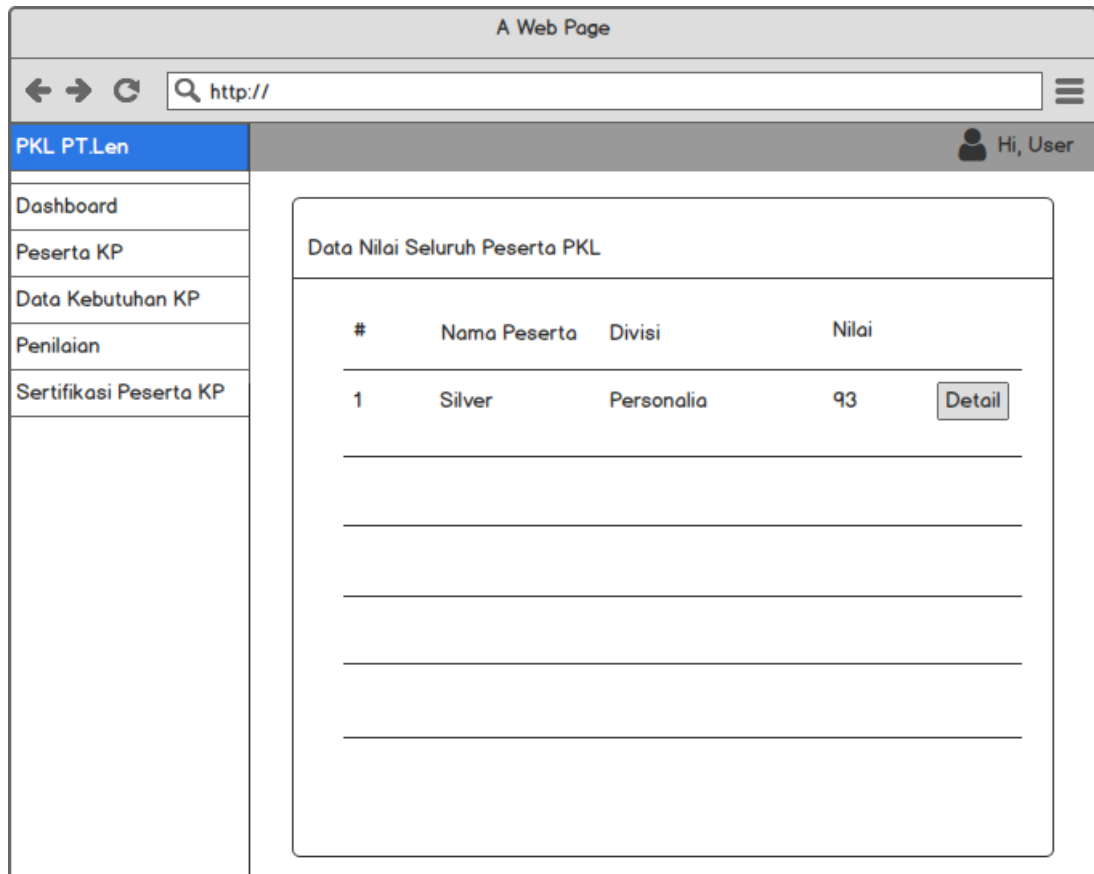 A Web Page
http://
PKL PT.Len
Hi, User
Dashboard
Peserta KP
Data Kebutuhan KP
Penilaian
Sertifikasi Peserta KP
Data Nilai Seluruh Peserta PKL
# Nama Peserta Divisi Nilai
1 Silver Personalia 93 Detail